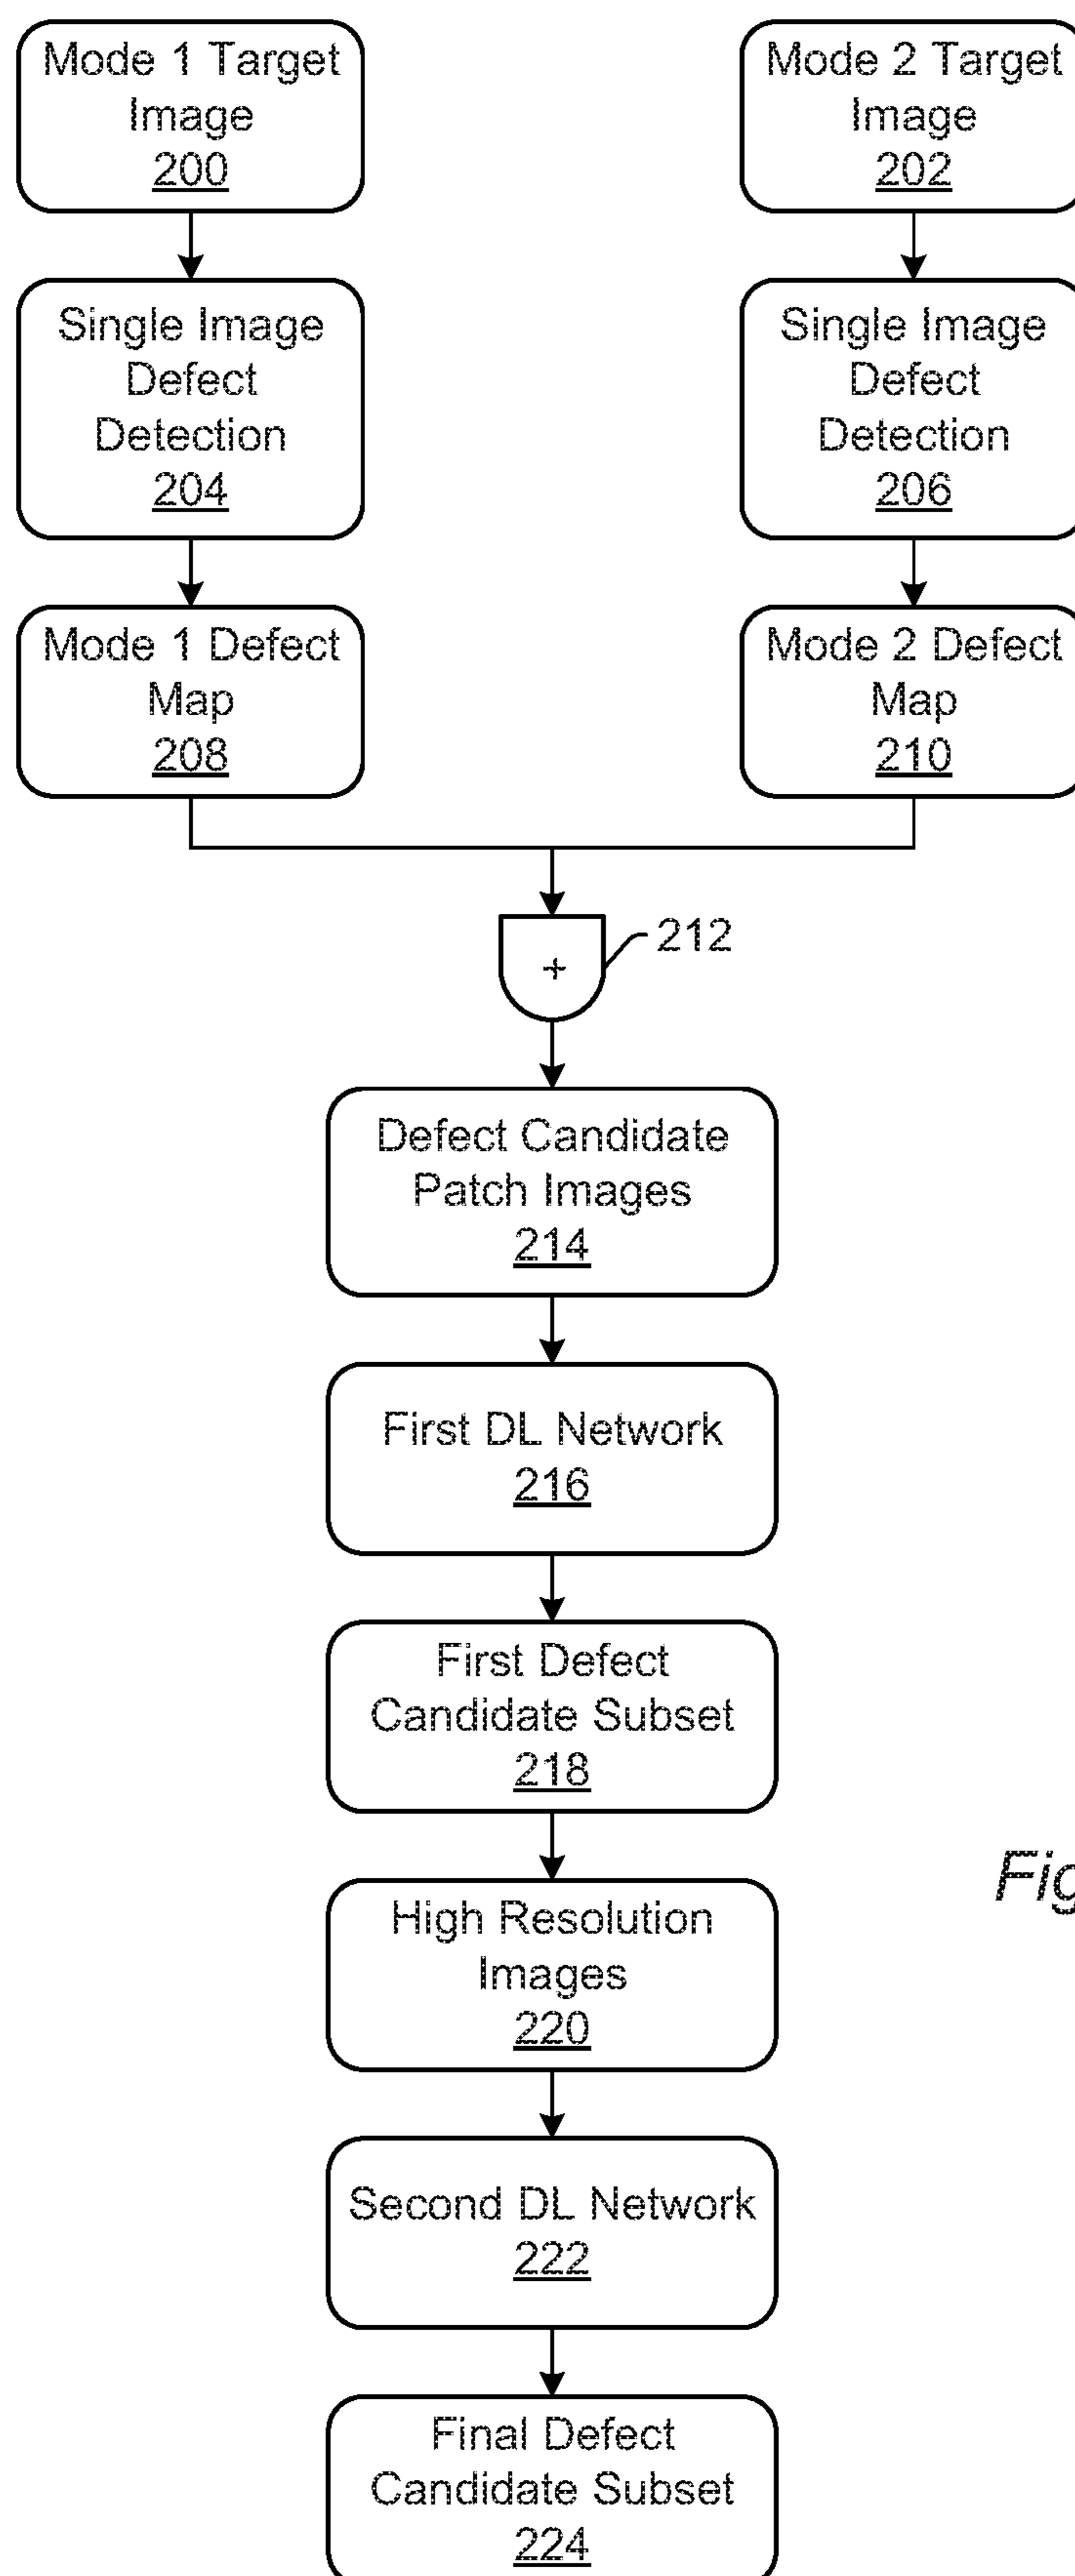 Mode 1 Target
Image
200
Mode 2 Target
Image
202
Single Image
Defect
Detection
204
Single Image
Defect
Detection
206
Mode 1 Defect
Map
208
Mode 2 Defect
Map
210
+
212
Defect Candidate
Patch Images
214
First DL Network
216
First Defect
Candidate Subset
218
Fig
High Resolution
Images
220
Second DL Network
222
Final Defect
Candidate Subset
224